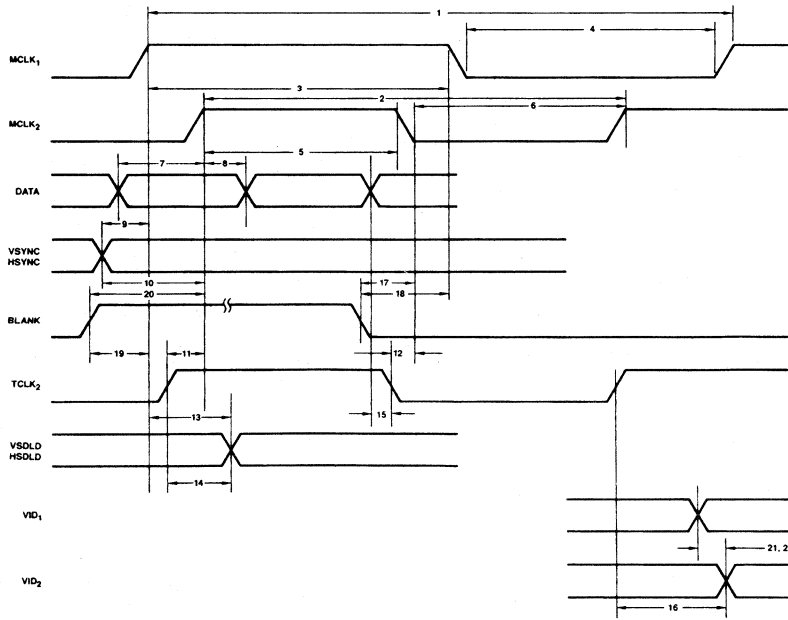 1
4
MCLK₁
3
2
6
MCLK₂
5
7
8
DATA
9
VSYNC
HSYNC
10
17
20
18
BLANK
19
11
12
TCLK₂
13
15
VSDLD
HSDLD
14
VID₁
21, 2
VID₂
16